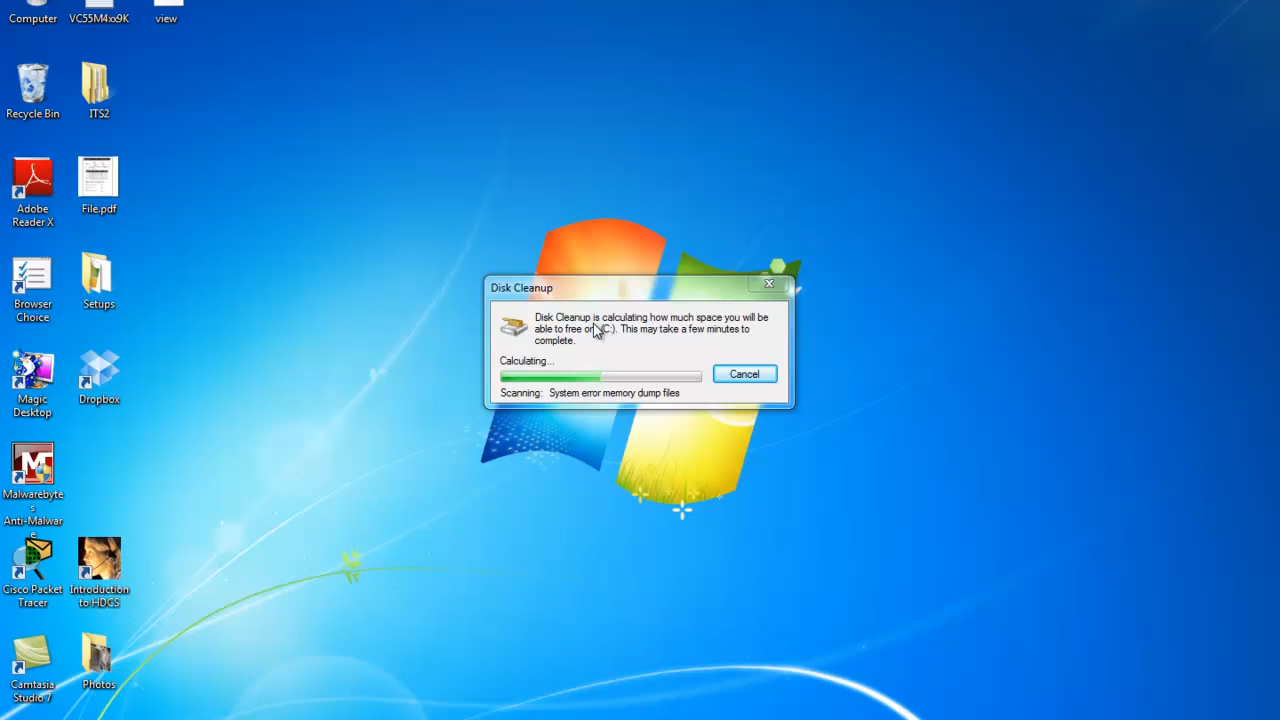 Computer
VC55M4xx9K
view
Recycle Bin
ITS2
Adobe
Reader X
File.pdf
Browser
Choice
Setups
Magic
Desktop
Dropbox
Malwarebyte
s
Anti-Malwar
e
Cisco Packet
Tracer
Introduction
to HDCS
Camtasia
Studio 7
Photos
Disk Cleanup
Disk Cleanup is calculating how much space you will be
able to free on (C:). This may take a few minutes to
complete.
Calculating...
Cancel
Scanning: System error memory dump files